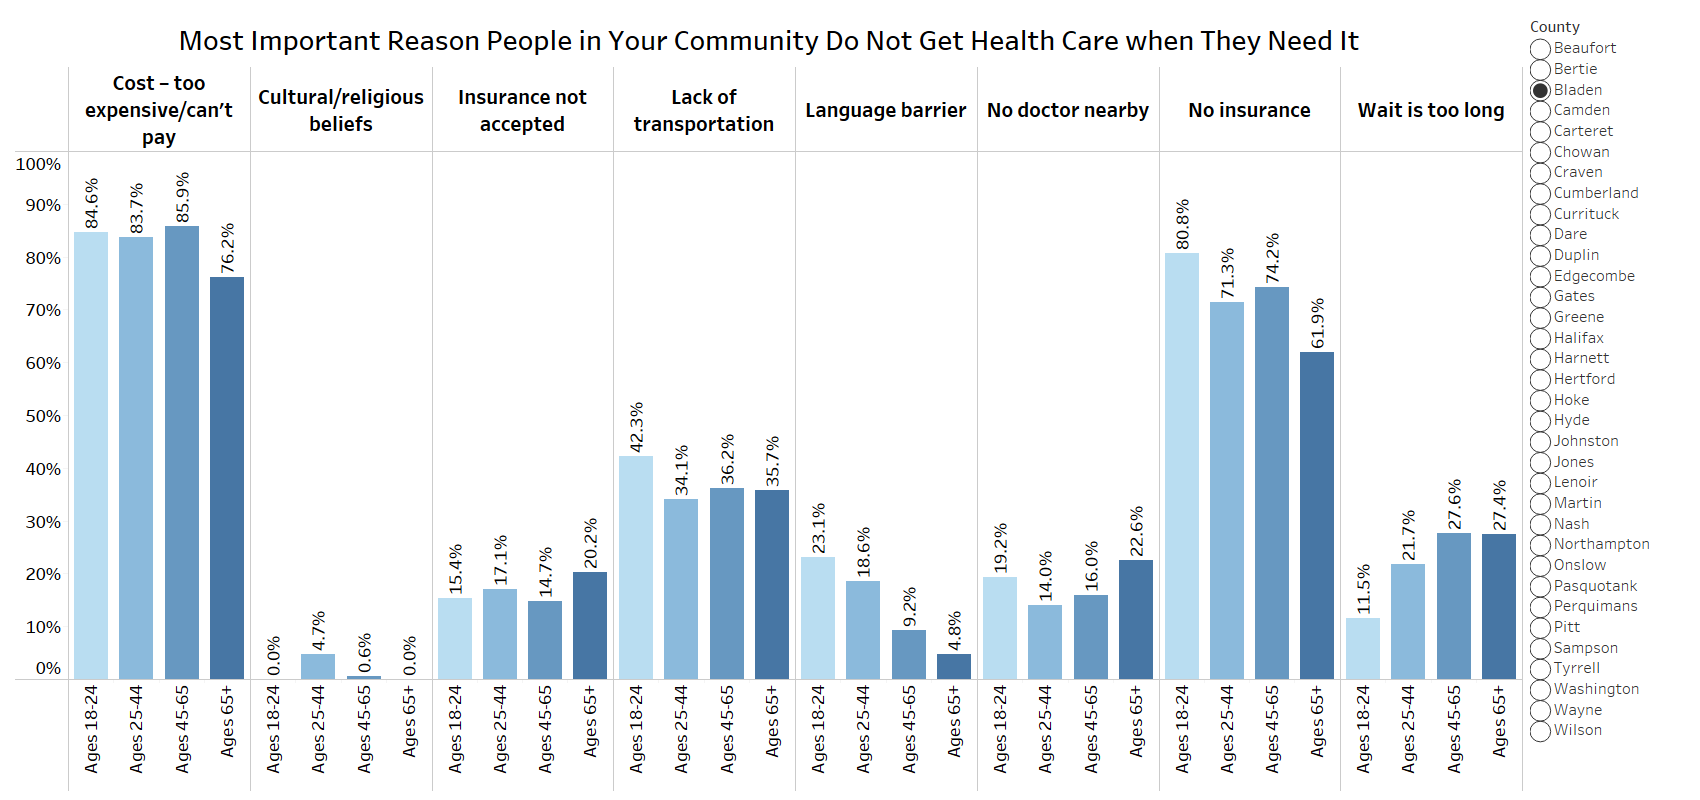 Most Important Reason People in Your Community Do Not Get Health Care when They Need It
Cost – too
expensive/can't
pay
Cultural/religious
beliefs
Insurance not
accepted
Lack of
transportation
Language barrier
No doctor nearby
No insurance
Wait is too long
100%
90%
80%
70%
60%
50%
40%
30%
20%
10%
0%
84.6%
83.7%
85.9%
76.2%
0.0%
4.7%
0.6%
0.0%
15.4%
17.1%
14.7%
20.2%
42.3%
34.1%
36.2%
35.7%
23.1%
18.6%
9.2%
4.8%
19.2%
14.0%
16.0%
22.6%
80.8%
71.3%
74.2%
61.9%
11.5%
21.7%
27.6%
27.4%
Ages 18-24
Ages 25-44
Ages 45-65
Ages 65+
Ages 18-24
Ages 25-44
Ages 45-65
Ages 65+
Ages 18-24
Ages 25-44
Ages 45-65
Ages 65+
Ages 18-24
Ages 25-44
Ages 45-65
Ages 65+
Ages 18-24
Ages 25-44
Ages 45-65
Ages 65+
Ages 18-24
Ages 25-44
Ages 45-65
Ages 65+
Ages 18-24
Ages 25-44
Ages 45-65
Ages 65+
Ages 18-24
Ages 25-44
Ages 45-65
Ages 65+
County
Beaufort
Bertie
Bladen
Camden
Carteret
Chowan
Craven
Cumberland
Currituck
Dare
Duplin
Edgecombe
Gates
Greene
Halifax
Harnett
Hertford
Hoke
Hyde
Johnston
Jones
Lenoir
Martin
Nash
Northampton
Onslow
Pasquotank
Perquimans
Pitt
Sampson
Tyrrell
Washington
Wayne
Wilson